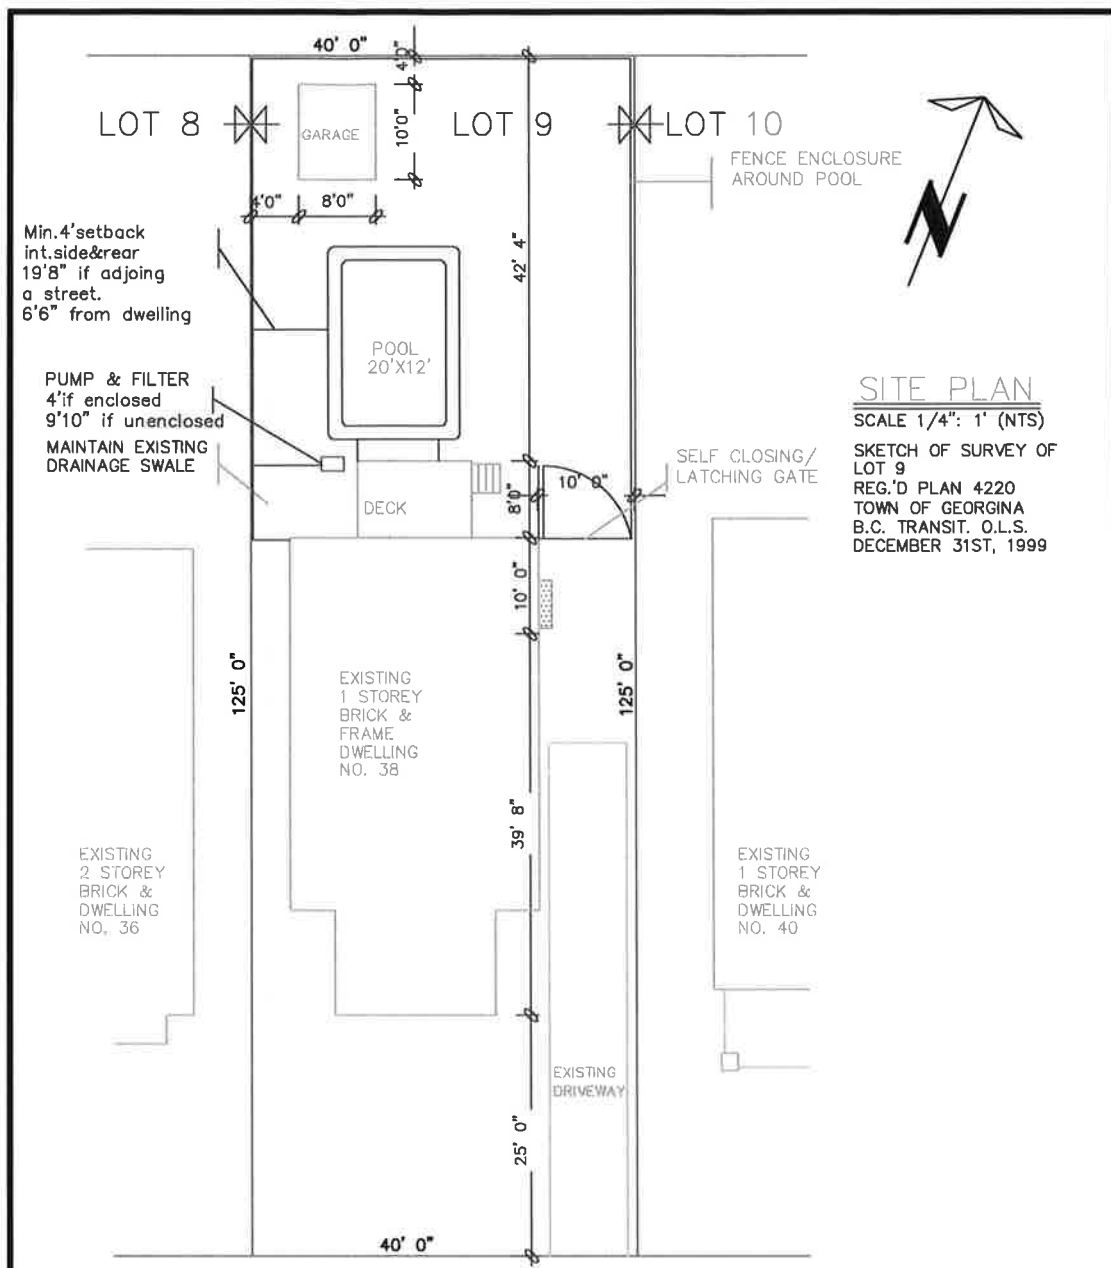 40' 0"
4'0"
LOT 8
GARAGE
10'0"
LOT 9
LOT 10
FENCE ENCLOSURE
AROUND POOL
N
4'0"
8'0"
Min.4'setback
int.side&rear
19'8" if adjoing
a street.
6'6" from dwelling
42' 4"
POOL
20'X12'
PUMP & FILTER
4'if enclosed
9'10" if unenclosed
MAINTAIN EXISTING
DRAINAGE SWALE
SITE PLAN
SCALE 1/4": 1' (NTS)
SKETCH OF SURVEY OF
LOT 9
REG.'D PLAN 4220
TOWN OF GEORGINA
B.C. TRANSIT. O.L.S.
DECEMBER 31ST, 1999
SELF CLOSING/
LATCHING GATE
DECK
8'0"
10' 0"
10' 0"
125' 0"
125' 0"
EXISTING
1 STOREY
BRICK &
FRAME
DWELLING
NO. 38
39' 8"
EXISTING
2 STOREY
BRICK &
DWELLING
NO. 36
EXISTING
1 STOREY
BRICK &
DWELLING
NO. 40
EXISTING
DRIVEWAY
25' 0"
40' 0"